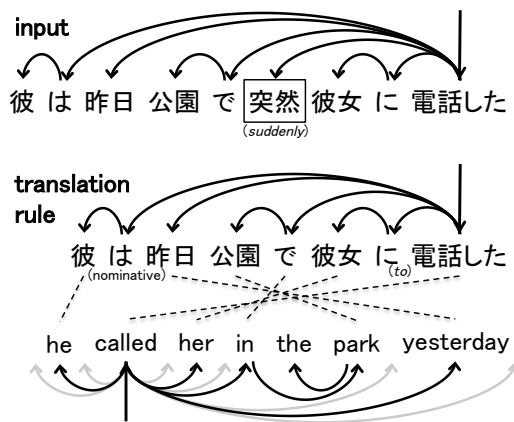 input
彼 は 昨日 公園 で 突然 彼女 に 電話した
(suddenly)
translation
rule
彼 は 昨日 公園 で 彼女 に 電話した
(nominative) (to)
he called her in the park yesterday